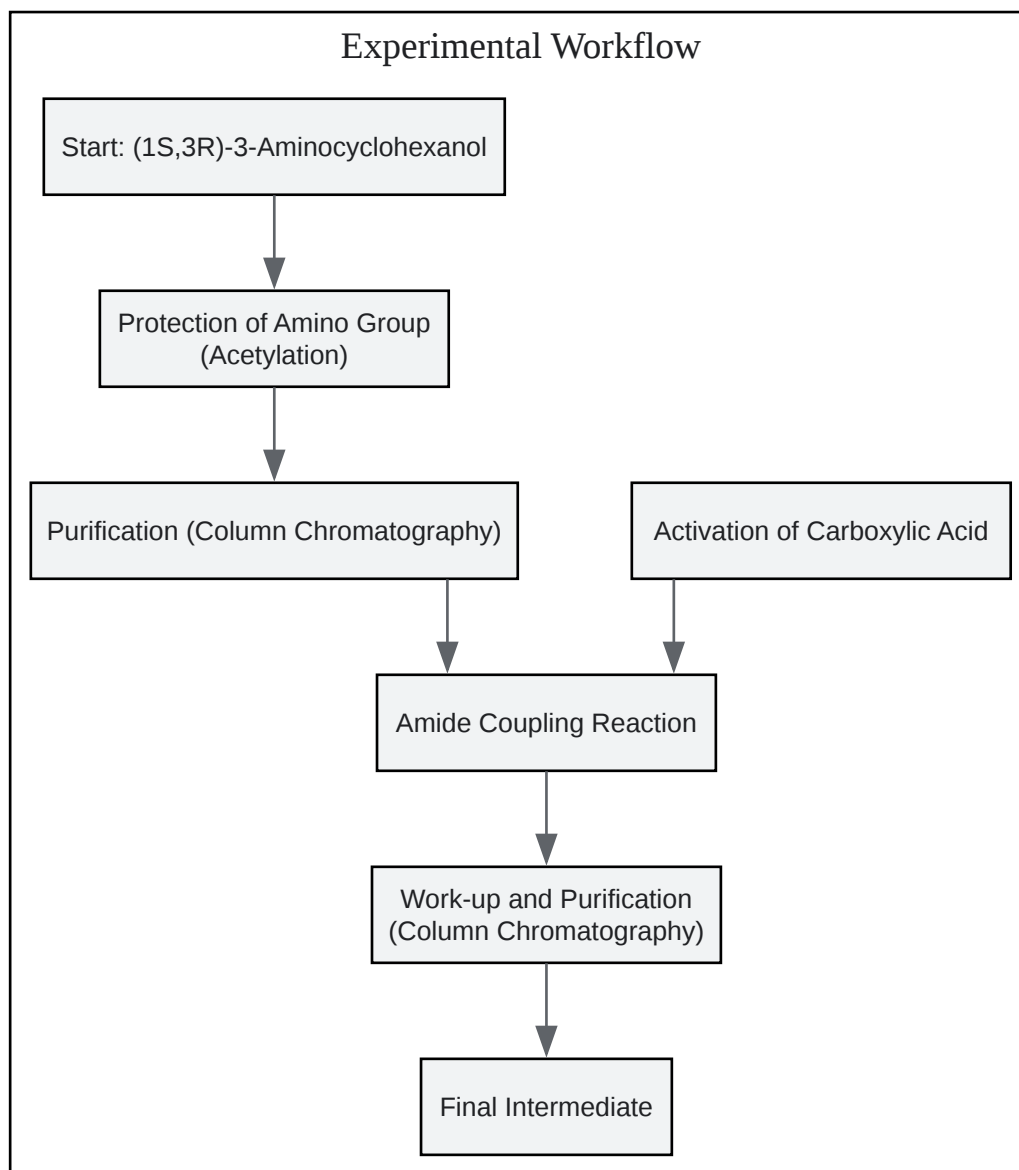 Experimental Workflow
Start: (1S,3R)-3-Aminocyclohexanol
Protection of Amino Group
(Acetylation)
Purification (Column Chromatography)
Activation of Carboxylic Acid
Amide Coupling Reaction
Work-up and Purification
(Column Chromatography)
Final Intermediate